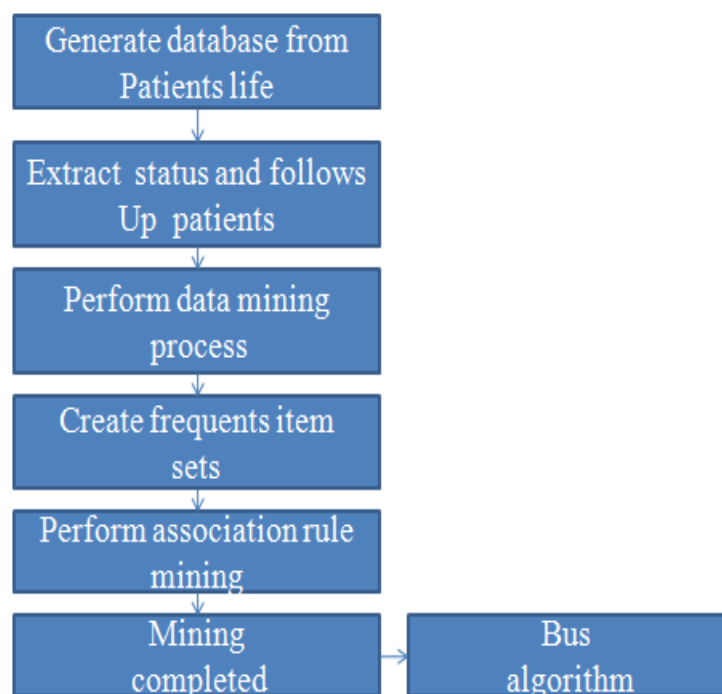 Generate database from
Patients life
Extract status and follows
Up patients
Perform data mining
process
Create frequents item
sets
Perform association rule
mining
Mining
completed
Bus
algorithm